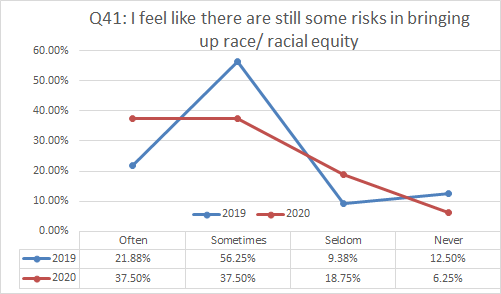 Q41: I feel like there are still some risks in bringing
up race/ racial equity
60.00%
50.00%
40.00%
30.00%
20.00%
10.00%
0.00%
2019 2020
Often Sometimes Seldom Never
2019 21.88% 56.25% 9.38% 12.50%
2020 37.50% 37.50% 18.75% 6.25%